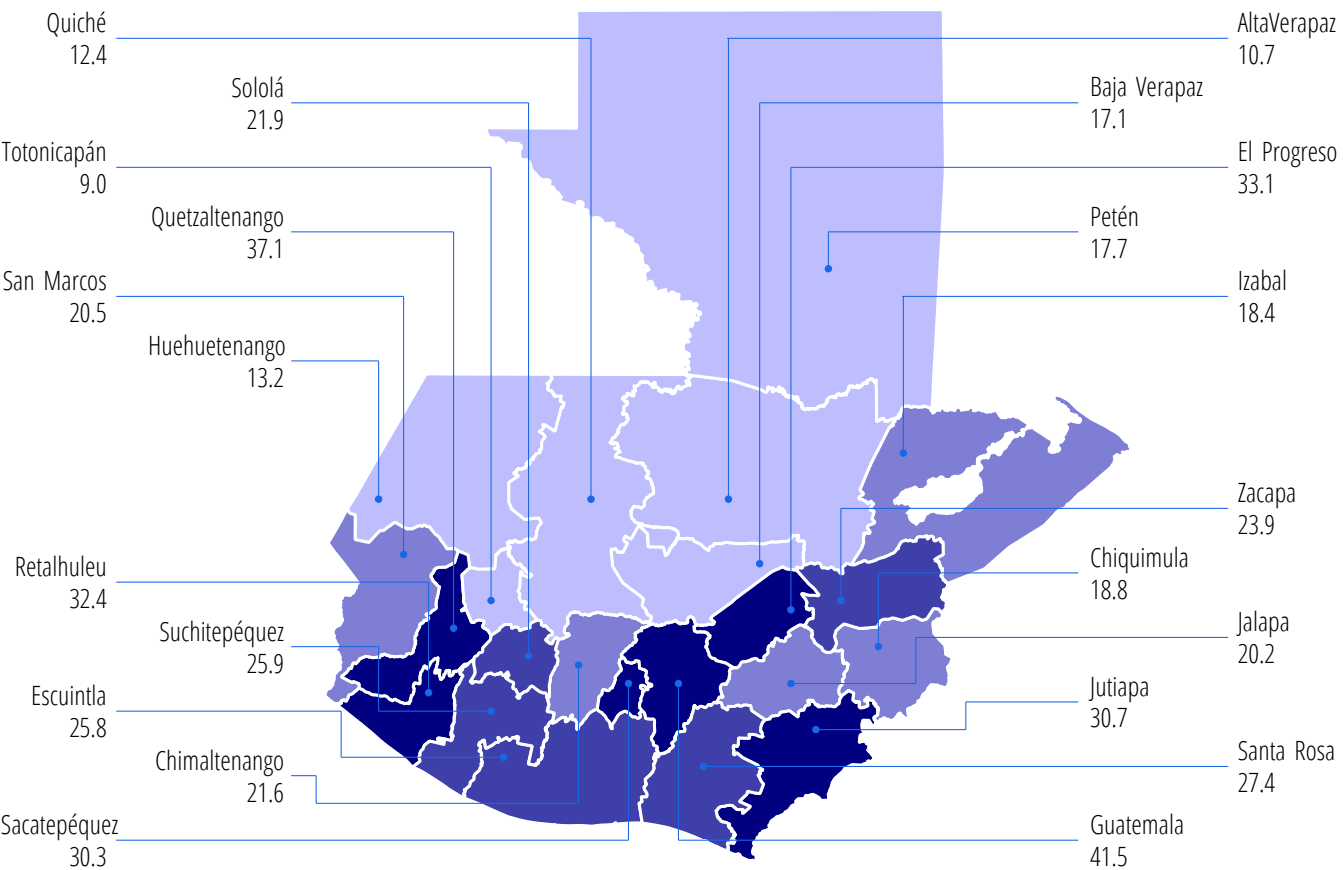 Quiché
12.4
Sololá
21.9
Totonicapán
9.0
Quetzaltenango
37.1
San Marcos
20.5
Huehuetenango
13.2
Retalhuleu
32.4
Suchitepéquez
25.9
Escuintla
25.8
Chimaltenango
21.6
Sacatepéquez
30.3
AltaVerapaz
10.7
Baja Verapaz
17.1
El Progreso
33.1
Petén
17.7
Izabal
18.4
Zacapa
23.9
Chiquimula
18.8
Jalapa
20.2
Jutiapa
30.7
Santa Rosa
27.4
Guatemala
41.5